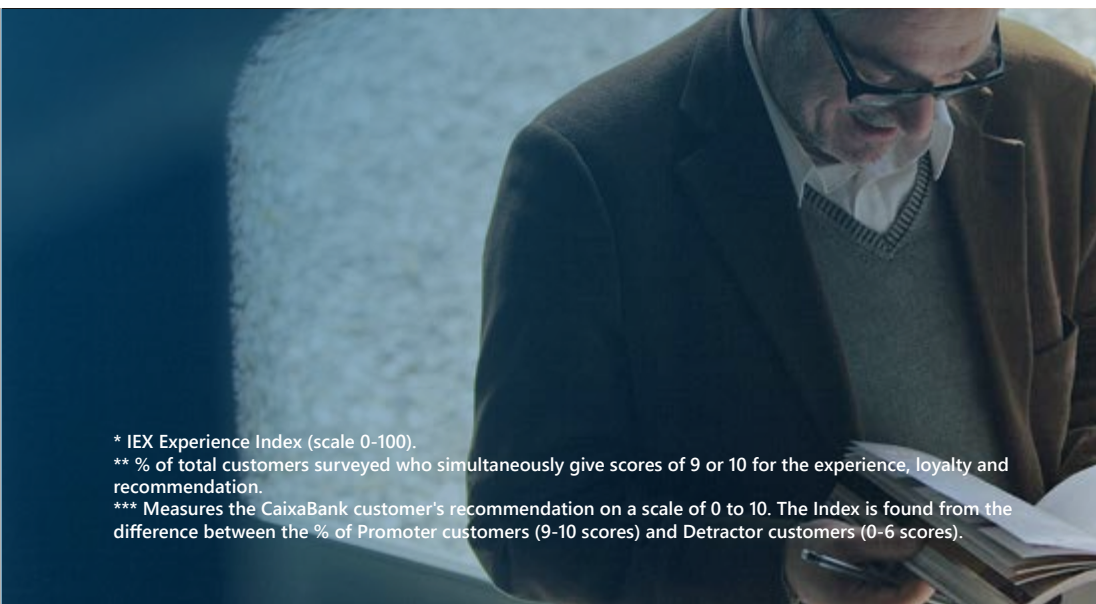 * IEX Experience Index (scale 0-100).
** % of total customers surveyed who simultaneously give scores of 9 or 10 for the experience, loyalty and
recommendation.
*** Measures the CaixaBank customer's recommendation on a scale of 0 to 10. The Index is found from the
difference between the % of Promoter customers (9-10 scores) and Detractor customers (0-6 scores).